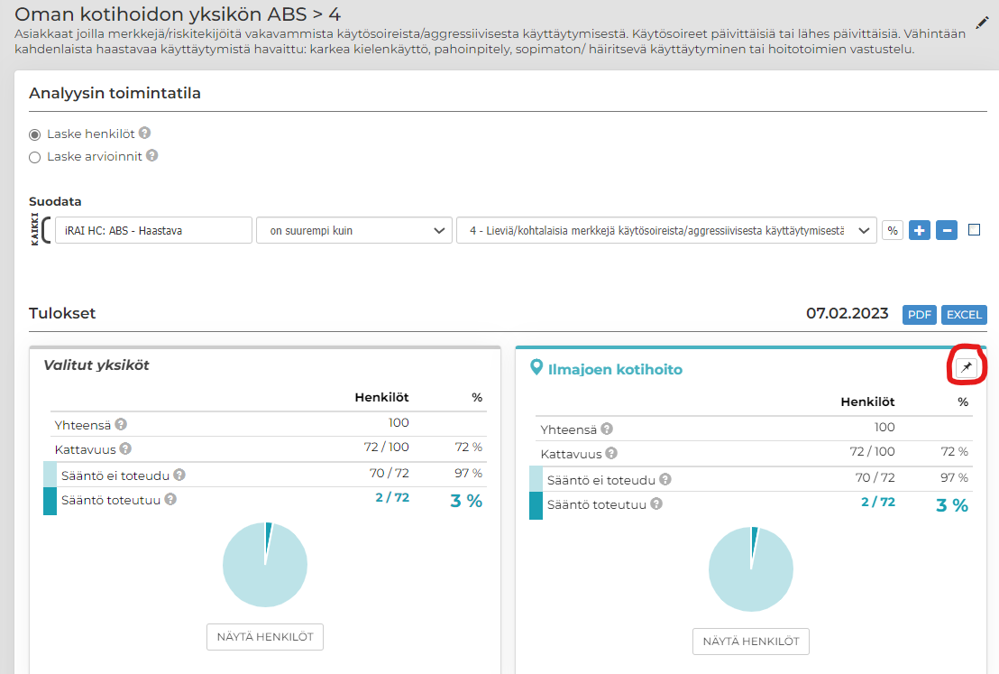 Oman kotihoidon yksikön ABS > 4
Asiakkaat joilla merkkejä/riskitekijöitä vakavammista käytösoireista/aggressiivisesta käyttäytymisestä. Käytösoireet päivittäisiä tai lähes päivittäisiä. Vähintään
kahdenlaista haastavaa käyttäytymistä havaittu: karkea kielenkäyttö, pahoinpitely, sopimaton/ häiritsevä käyttäytyminen tai hoitotoimien vastustelu.
Analyysin toimintatila
Laske henkilöt ?
Laske arvioinnit ?
Suodata
KAIKKI
iRAI HC: ABS - Haastava on suurempi kuin 4 - Lieviä/kohtalaisia merkkejä käytösoireista/aggressiivisesta käyttäytymisestä % + -
Tulokset 07.02.2023 PDF EXCEL
Valitut yksiköt
Henkilöt %
Yhteensä ? 100
Kattavuus ? 72 / 100 72 %
Sääntö ei toteudu ? 70 / 72 97 %
Sääntö toteutuu ? 2 / 72 3 %
NÄYTÄ HENKILÖT
Ilmajoen kotihoito
Henkilöt %
Yhteensä ? 100
Kattavuus ? 72 / 100 72 %
Sääntö ei toteudu ? 70 / 72 97 %
Sääntö toteutuu ? 2 / 72 3 %
NÄYTÄ HENKILÖT